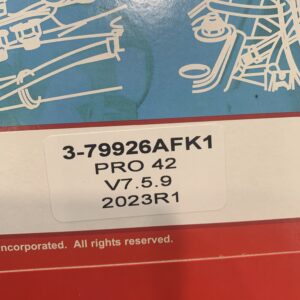 3-79926AFK1
PRO 42
V7.5.9
2023R1
ncorporated. All rights reserved.